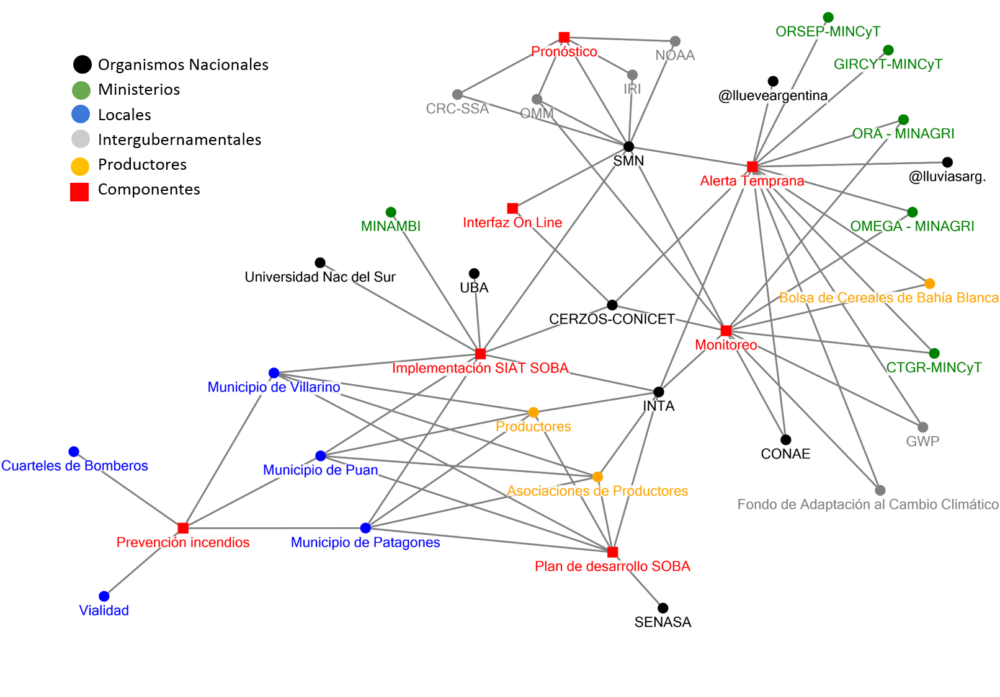 Organismos Nacionales
Ministerios
Locales
Intergubernamentales
Productores
Componentes
ORSEP-MINCyT
Pronóstico
NOAA
GIRCYT-MINCyT
IRI
@llueveargentina
CRC-SSA
OMM
ORA - MINAGRI
SMN
Alerta Temprana
@lluviasarg.
MINAMBI
Interfaz On Line
OMEGA - MINAGRI
Universidad Nac del Sur
UBA
Bolsa de Cereales de Bahía Blanca
CERZOS-CONICET
Monitoreo
Implementación SIAT SOBA
CTGR-MINCyT
Municipio de Villarino
INTA
Productores
GWP
CONAE
Cuarteles de Bomberos
Municipio de Puan
Asociaciones de Productores
Fondo de Adaptación al Cambio Climático
Prevención incendios
Municipio de Patagones
Plan de desarrollo SOBA
Vialidad
SENASA